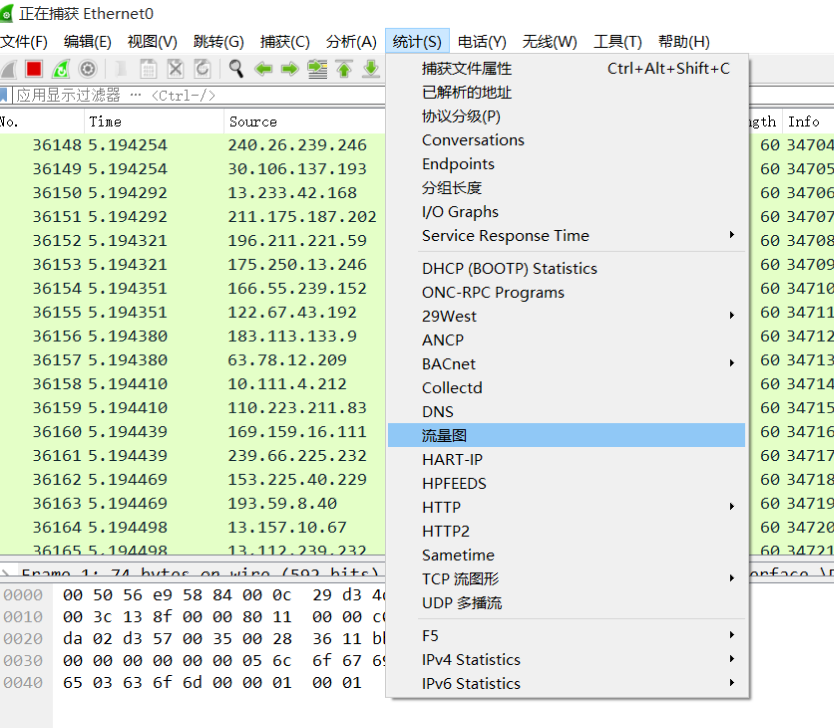 正在捕获 Ethernet0
文件(F) 编辑(E) 视图(V) 跳转(G) 捕获(C) 分析(A) 统计(S) 电话(Y) 无线(W) 工具(T) 帮助(H)
应用显示过滤器 … <Ctrl-/>
No. Time Source Info
36148 5.194254 240.26.239.246 60 34704
36149 5.194254 30.106.137.193 60 34705
36150 5.194292 13.233.42.168 60 34706
36151 5.194292 211.175.187.202 60 34707
36152 5.194321 196.211.221.59 60 34708
36153 5.194321 175.250.13.246 60 34709
36154 5.194351 166.55.239.152 60 34710
36155 5.194351 122.67.43.192 60 34711
36156 5.194380 183.113.133.9 60 34712
36157 5.194380 63.78.12.209 60 34713
36158 5.194410 10.111.4.212 60 34714
36159 5.194410 110.223.211.83 60 34715
36160 5.194439 169.159.16.111 60 34716
36161 5.194439 239.66.225.232 60 34717
36162 5.194469 153.225.40.229 60 34718
36163 5.194469 193.59.8.40 60 34719
36164 5.194498 13.157.10.67 60 34720
36165 5.194498 13.112.239.232 60 34721
Frame 1: 74 bytes on wire (592 bits)
0000 00 50 56 e9 58 84 00 0c 29 d3
0010 00 3c 13 8f 00 00 80 11 00 00
0020 da 02 d3 57 00 35 00 28 36 11
0030 00 00 00 00 00 00 05 6c 6f 67
0040 65 03 63 6f 6d 00 00 01 00 01
捕获文件属性 Ctrl+Alt+Shift+C
已解析的地址
协议分级(P)
Conversations
Endpoints
分组长度
I/O Graphs
Service Response Time
DHCP (BOOTP) Statistics
ONC-RPC Programs
29West
ANCP
BACnet
Collectd
DNS
流量图
HART-IP
HPFEEDS
HTTP
HTTP2
Sametime
TCP 流图形
UDP 多播流
F5
IPv4 Statistics
IPv6 Statistics